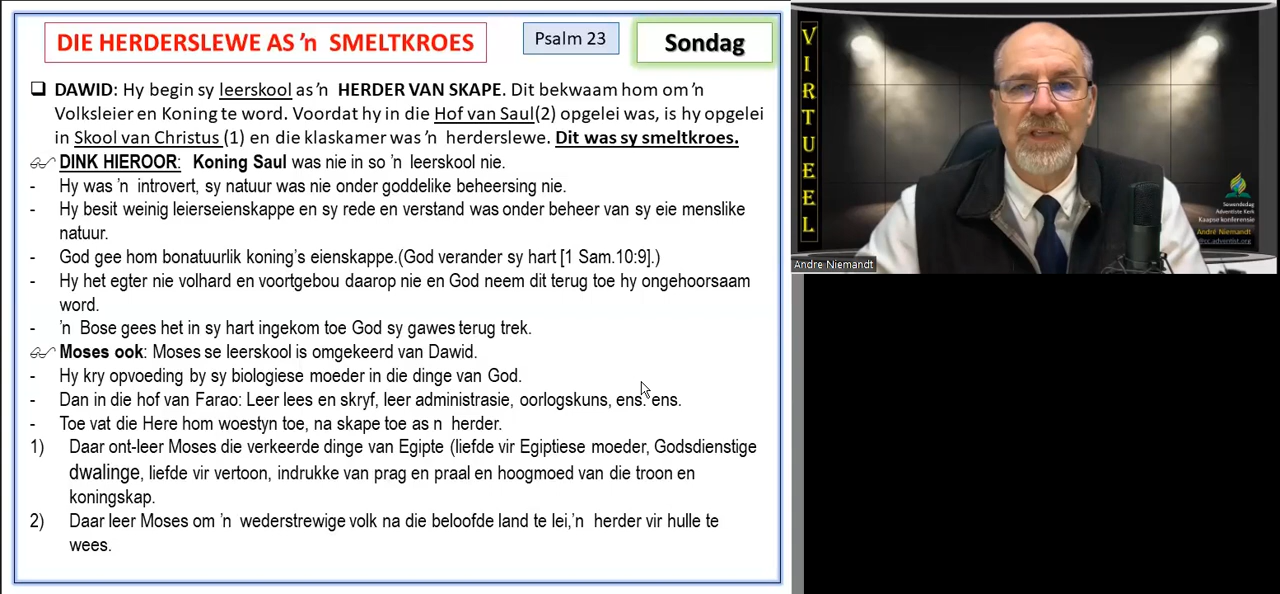 DIE HERDERSLEWE AS ’n SMELTKROES
Psalm 23
Sondag
DAWID: Hy begin sy leerskool as ’n HERDER VAN SKAPE. Dit bekwaam hom om ’n
Volksleier en Koning te word. Voordat hy in die Hof van Saul(2) opgelei was, is hy opgelei
in Skool van Christus (1) en die klaskamer was ’n herderslewe. Dit was sy smeltkroes.
DINK HIEROOR: Koning Saul was nie in so ’n leerskool nie.
- Hy was ’n introvert, sy natuur was nie onder goddelike beheersing nie.
- Hy besit weinig leierseienskappe en sy rede en verstand was onder beheer van sy eie menslike
natuur.
- God gee hom bonatuurlik koning’s eienskappe.(God verander sy hart [1 Sam.10:9].)
- Hy het egter nie volhard en voortgebou daarop nie en God neem dit terug toe hy ongehoorsaam
word.
- ’n Bose gees het in sy hart ingekom toe God sy gawes terug trek.
Moses ook: Moses se leerskool is omgekeerd van Dawid.
- Hy kry opvoeding by sy biologiese moeder in die dinge van God.
- Dan in die hof van Farao: Leer lees en skryf, leer administrasie, oorlogskuns, ens. ens.
- Toe vat die Here hom woestyn toe, na skape toe as n herder.
1) Daar ont-leer Moses die verkeerde dinge van Egipte (liefde vir Egiptiese moeder, Godsdienstige
dwalinge, liefde vir vertoon, indrukke van prag en praal en hoogmoed van die troon en
koningskap.
2) Daar leer Moses om ’n wederstrewige volk na die beloofde land te lei,’n herder vir hulle te
wees.
VIRTUEEL
Sewendedag
Adventiste Kerk
Kaapse konferensie
André Niemandt
Andre Niemandt